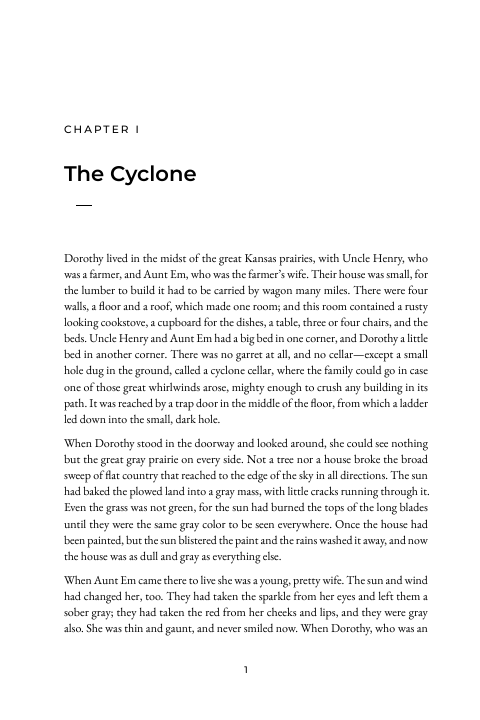 CHAPTER I
The Cyclone
Dorothy lived in the midst of the great Kansas prairies, with Uncle Henry, who
was a farmer, and Aunt Em, who was the farmer’s wife. Their house was small, for
the lumber to build it had to be carried by wagon many miles. There were four
walls, a floor and a roof, which made one room; and this room contained a rusty
looking cookstove, a cupboard for the dishes, a table, three or four chairs, and the
beds. Uncle Henry and Aunt Em had a big bed in one corner, and Dorothy a little
bed in another corner. There was no garret at all, and no cellar—except a small
hole dug in the ground, called a cyclone cellar, where the family could go in case
one of those great whirlwinds arose, mighty enough to crush any building in its
path. It was reached by a trap door in the middle of the floor, from which a ladder
led down into the small, dark hole.
When Dorothy stood in the doorway and looked around, she could see nothing
but the great gray prairie on every side. Not a tree nor a house broke the broad
sweep of flat country that reached to the edge of the sky in all directions. The sun
had baked the plowed land into a gray mass, with little cracks running through it.
Even the grass was not green, for the sun had burned the tops of the long blades
until they were the same gray color to be seen everywhere. Once the house had
been painted, but the sun blistered the paint and the rains washed it away, and now
the house was as dull and gray as everything else.
When Aunt Em came there to live she was a young, pretty wife. The sun and wind
had changed her, too. They had taken the sparkle from her eyes and left them a
sober gray; they had taken the red from her cheeks and lips, and they were gray
also. She was thin and gaunt, and never smiled now. When Dorothy, who was an
1